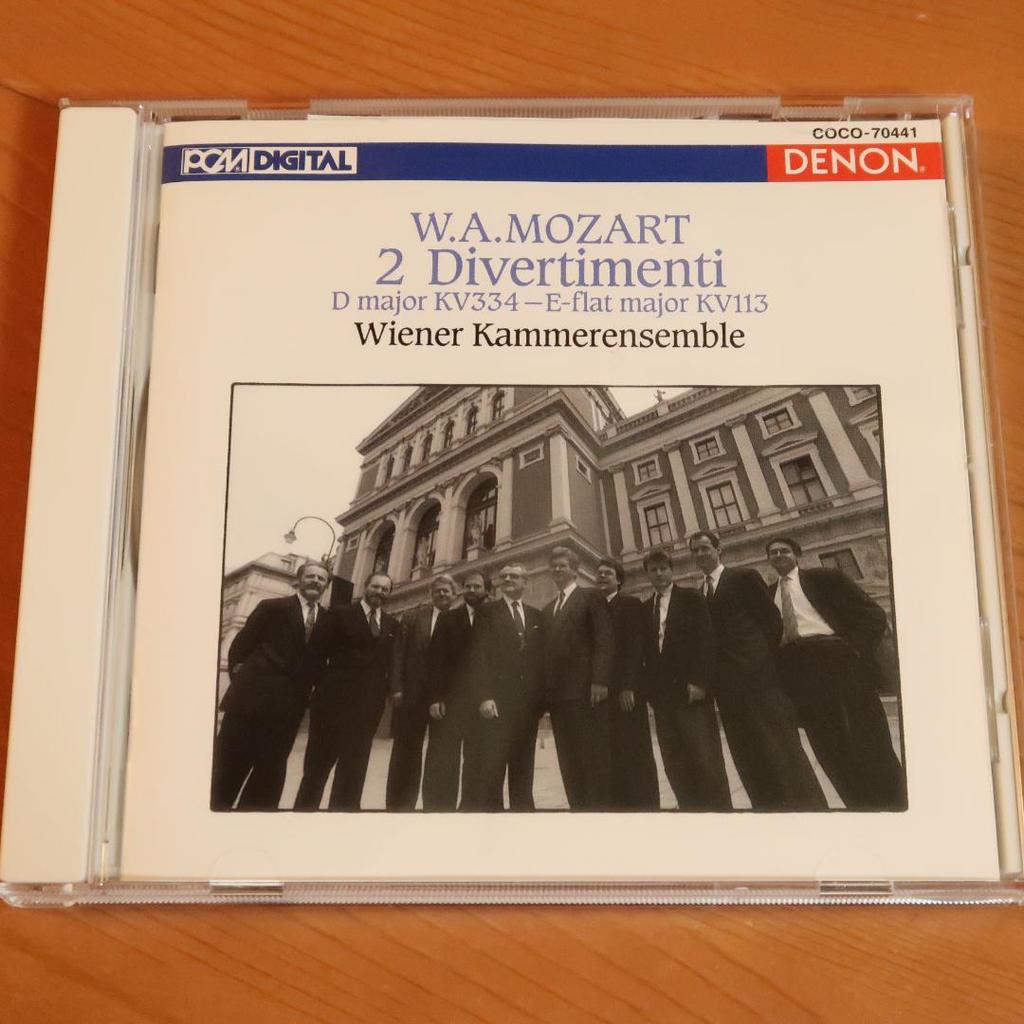 COCO-70441
PCM DIGITAL
DENON
W.A.MOZART
2 Divertimenti
D major KV334–E-flat major KV113
Wiener Kammerensemble